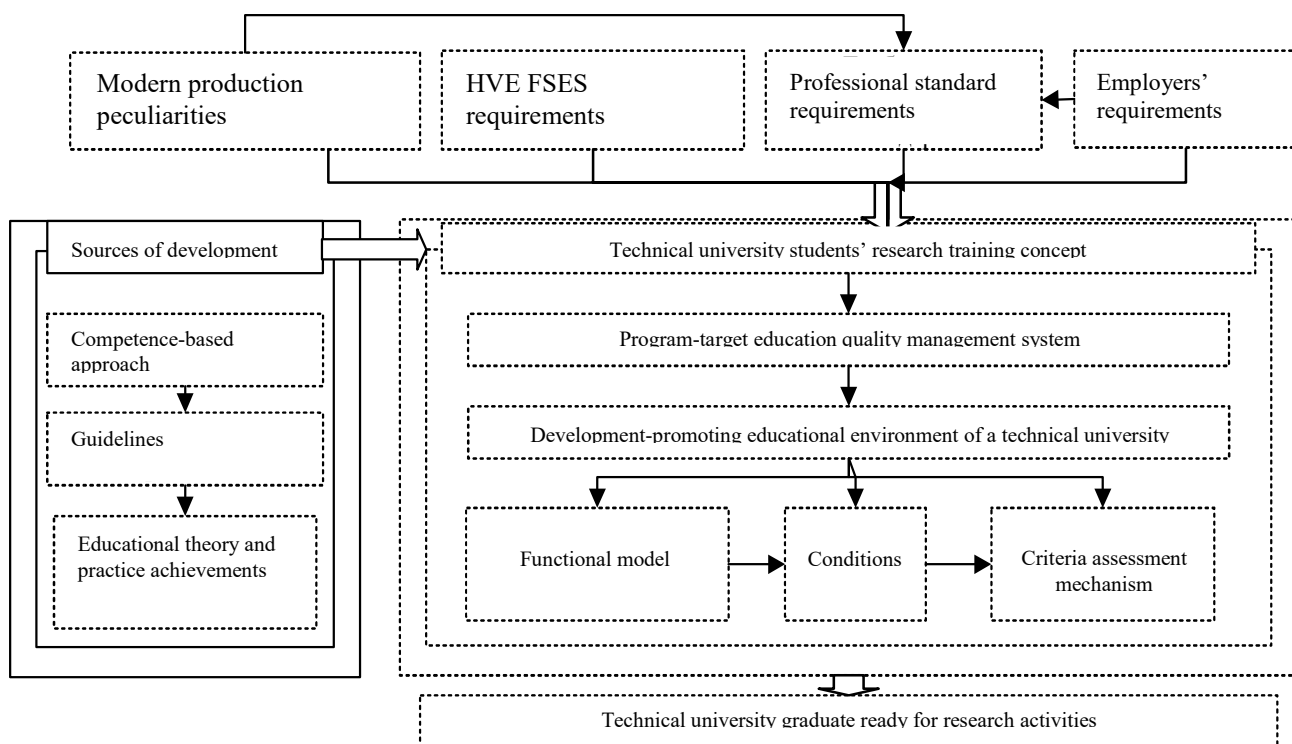 Modern production
peculiarities
HVE FSES
requirements
Professional standard
requirements
Employers’
requirements
Sources of development
Technical university students’ research training concept
Competence-based
approach
Program-target education quality management system
Guidelines
Development-promoting educational environment of a technical university
Educational theory and
practice achievements
Functional model
Conditions
Criteria assessment
mechanism
Technical university graduate ready for research activities